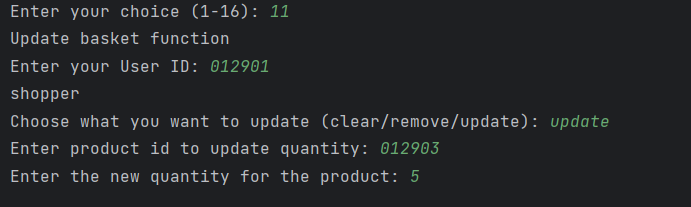 Enter your choice (1-16): 11
Update basket function
Enter your User ID: 012901
shopper
Choose what you want to update (clear/remove/update): update
Enter product id to update quantity: 012903
Enter the new quantity for the product: 5